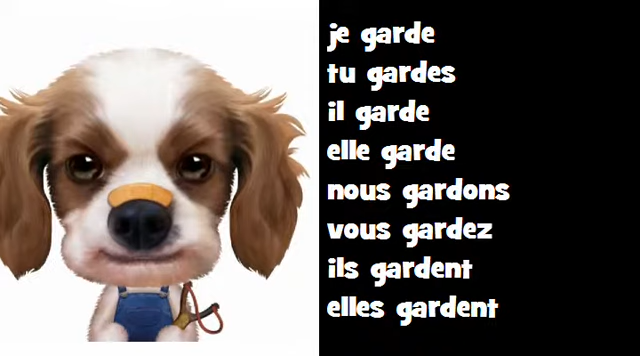 je garde
tu gardes
il garde
elle garde
nous gardons
vous gardez
ils gardent
elles gardent